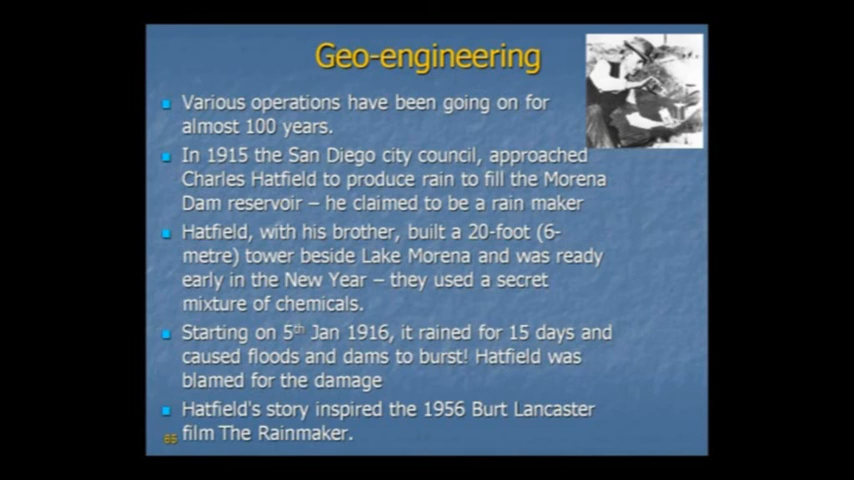 Geo-engineering
Various operations have been going on for
almost 100 years.
In 1915 the San Diego city council, approached
Charles Hatfield to produce rain to fill the Morena
Dam reservoir – he claimed to be a rain maker
Hatfield, with his brother, built a 20-foot (6-
metre) tower beside Lake Morena and was ready
early in the New Year – they used a secret
mixture of chemicals.
Starting on 5th Jan 1916, it rained for 15 days and
caused floods and dams to burst! Hatfield was
blamed for the damage
Hatfield's story inspired the 1956 Burt Lancaster
film The Rainmaker.
85